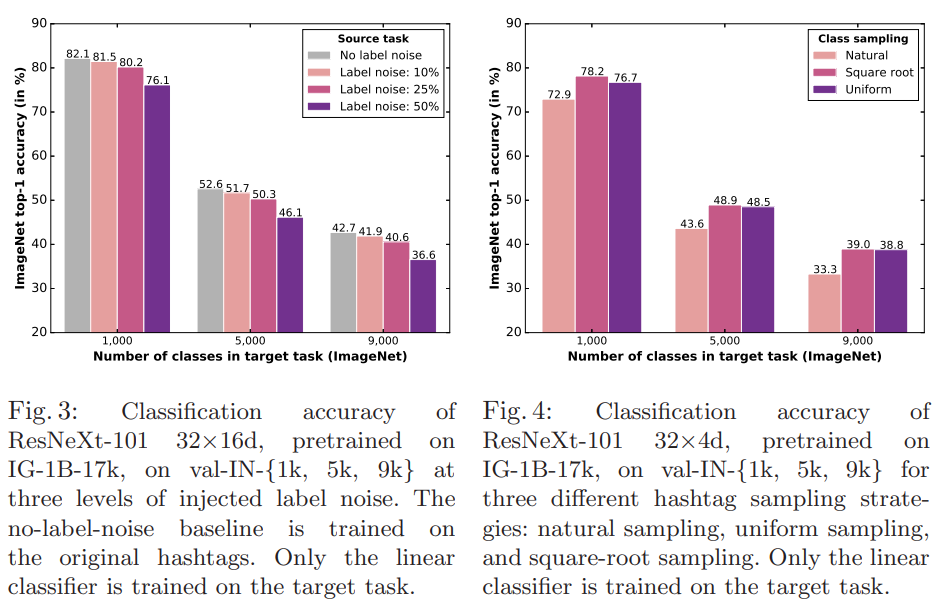 90
80
70
60
50
40
30
20
ImageNet top-1 accuracy (in %)
Source task
No label noise
Label noise: 10%
Label noise: 25%
Label noise: 50%
82.1 81.5 80.2 76.1
52.6 51.7 50.3 46.1
42.7 41.9 40.6 36.6
1,000 5,000 9,000
Number of classes in target task (ImageNet)
Fig. 3: Classification accuracy of
ResNeXt-101 32×16d, pretrained on
IG-1B-17k, on val-IN-{1k, 5k, 9k} at
three levels of injected label noise. The
no-label-noise baseline is trained on
the original hashtags. Only the linear
classifier is trained on the target task.
90
80
70
60
50
40
30
20
ImageNet top-1 accuracy (in %)
Class sampling
Natural
Square root
Uniform
72.9 78.2 76.7
43.6 48.9 48.5
33.3 39.0 38.8
1,000 5,000 9,000
Number of classes in target task (ImageNet)
Fig. 4: Classification accuracy of
ResNeXt-101 32×4d, pretrained on
IG-1B-17k, on val-IN-{1k, 5k, 9k} for
three different hashtag sampling strate-
gies: natural sampling, uniform sampling,
and square-root sampling. Only the linear
classifier is trained on the target task.